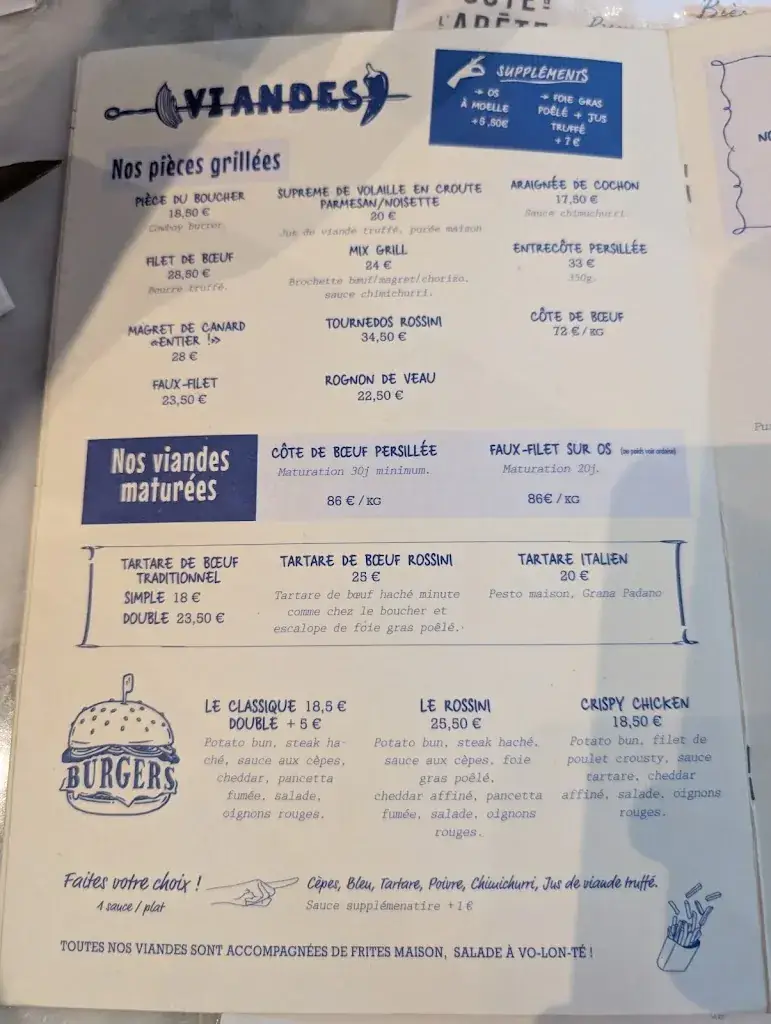 L'ARÊTE
Bièr
VIANDES
SUPPLÉMENTS
→ OS
À MOELLE
+5,50€
→ FOIE GRAS
POÊLÉ + JUS
TRUFFÉ
+7€
Nos pièces grillées
PIÈCE DU BOUCHER
18,50 €
Cowboy butter.
SUPREME DE VOLAILLE EN CROUTE
PARMESAN/NOISETTE
20 €
Jus de viande truffé, purée maison
ARAIGNÉE DE COCHON
17,50 €
Sauce chimichurri
FILET DE BŒUF
28,50 €
Beurre truffé.
MIX GRILL
24 €
Brochette bœuf/magret/chorizo,
sauce chimichurri.
ENTRECÔTE PERSILLÉE
33 €
350g.
MAGRET DE CANARD
«ENTIER !»
28 €
TOURNEDOS ROSSINI
34,50 €
CÔTE DE BŒUF
72 €/KG
FAUX-FILET
23,50 €
ROGNON DE VEAU
22,50 €
Nos viandes
maturées
CÔTE DE BŒUF PERSILLÉE
Maturation 30j minimum.
86 €/KG
FAUX-FILET SUR OS (au poids voir ardoise)
Maturation 20j.
86€/KG
TARTARE DE BŒUF
TRADITIONNEL
SIMPLE 18 €
DOUBLE 23,50 €
TARTARE DE BŒUF ROSSINI
25 €
Tartare de bœuf haché minute
comme chez le boucher et
escalope de foie gras poêlé.
TARTARE ITALIEN
20 €
Pesto maison, Grana Padano
BURGERS
LE CLASSIQUE 18,5 €
DOUBLE +5 €
Potato bun, steak ha-
ché, sauce aux cèpes,
cheddar, pancetta
fumée, salade,
oignons rouges.
LE ROSSINI
25,50 €
Potato bun, steak haché,
sauce aux cèpes, foie
gras poêlé,
cheddar affiné, pancetta
fumée, salade, oignons
rouges.
CRISPY CHICKEN
18,50 €
Potato bun, filet de
poulet crousty, sauce
tartare, cheddar
affiné, salade, oignons
rouges.
Faites votre choix !
1 sauce / plat
Cèpes, Bleu, Tartare, Poivre, Chimichurri, Jus de viande truffé.
Sauce supplémenatire +1€
TOUTES NOS VIANDES SONT ACCOMPAGNÉES DE FRITES MAISON, SALADE À VO-LON-TÉ !